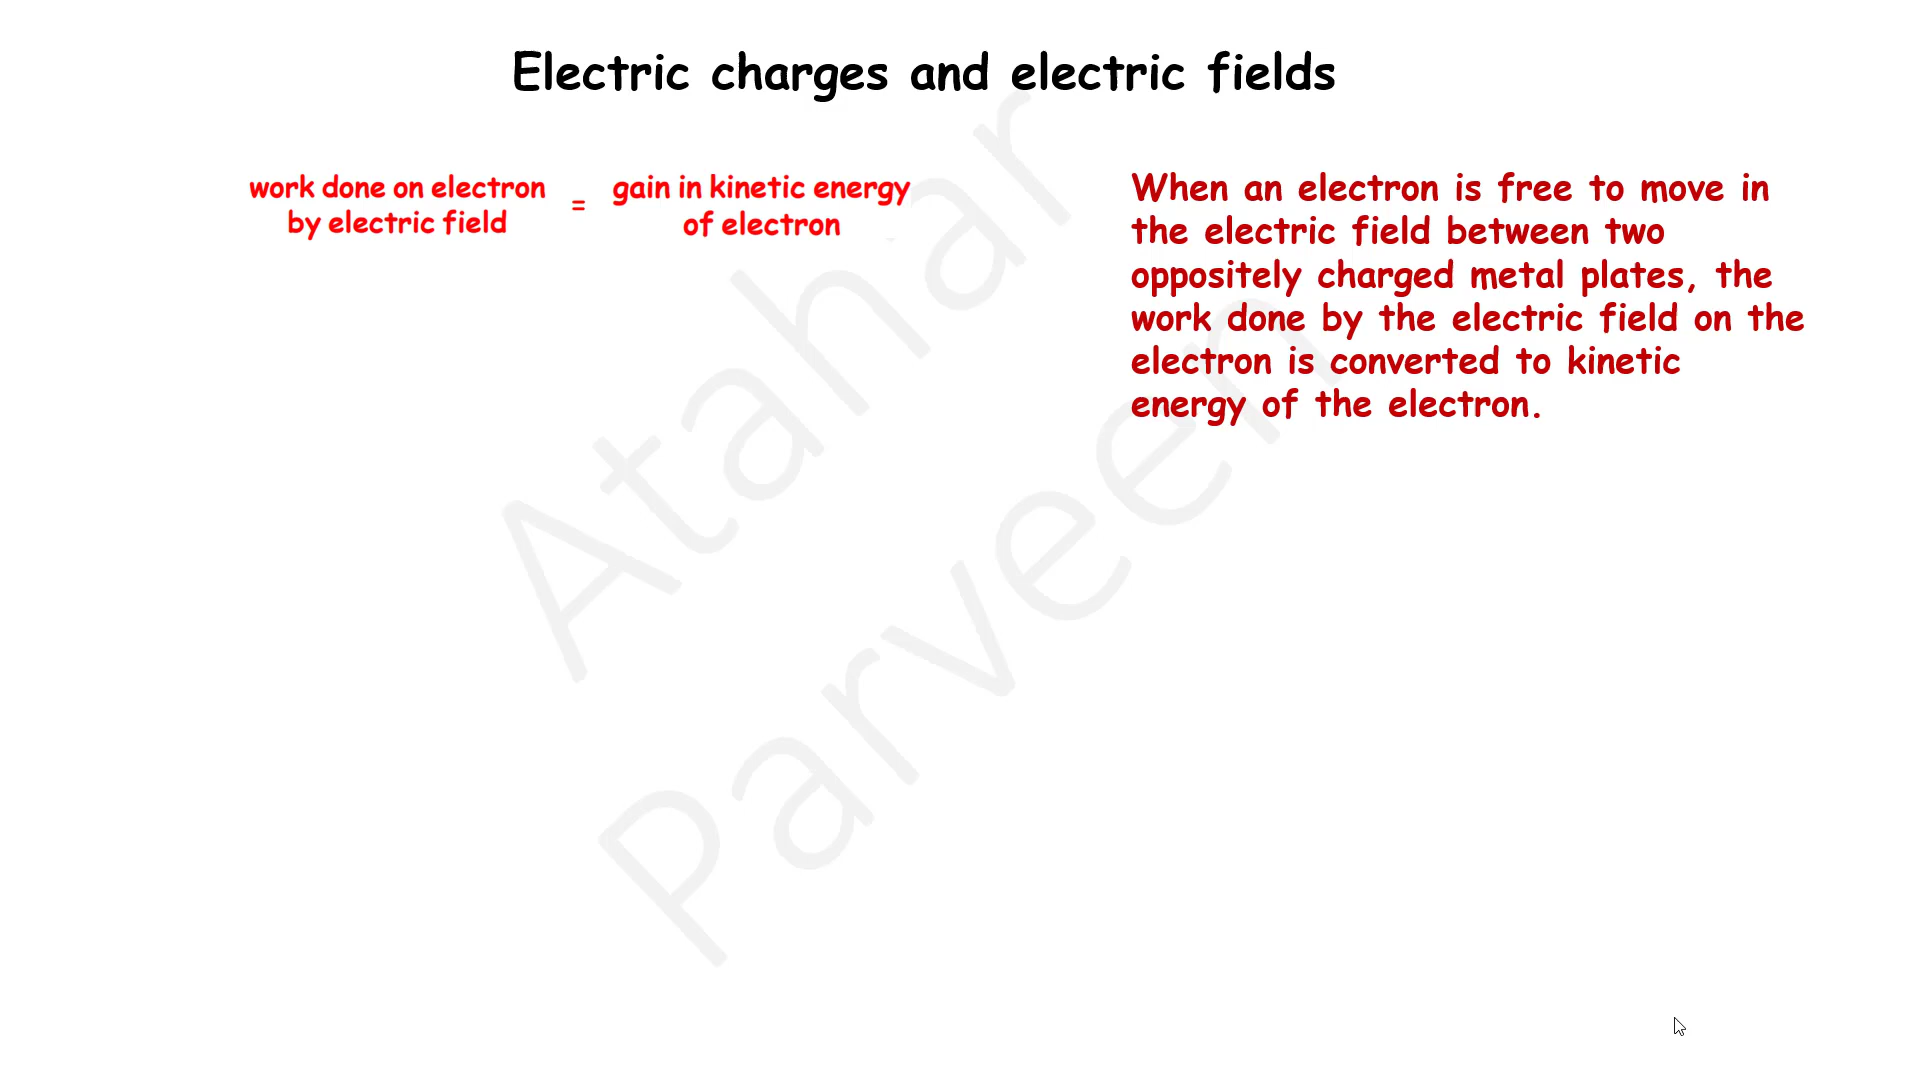 Electric charges and electric fields
work done on electron
by electric field
=
gain in kinetic energy
of electron
When an electron is free to move in
the electric field between two
oppositely charged metal plates, the
work done by the electric field on the
electron is converted to kinetic
energy of the electron.
Atahar
Parveen